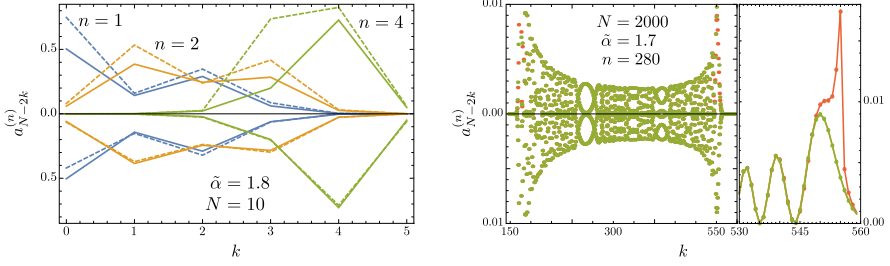 n = 1
n = 2
n = 4
0.5
0.0
0.5
a_{N-2k}^{(n)}
α̃ = 1.8
N = 10
0 1 2 3 4 5
k
N = 2000
α̃ = 1.7
n = 280
0.01
0.00
0.01
a_{N-2k}^{(n)}
150 350 550
k
0.01
0.00
530 545 560